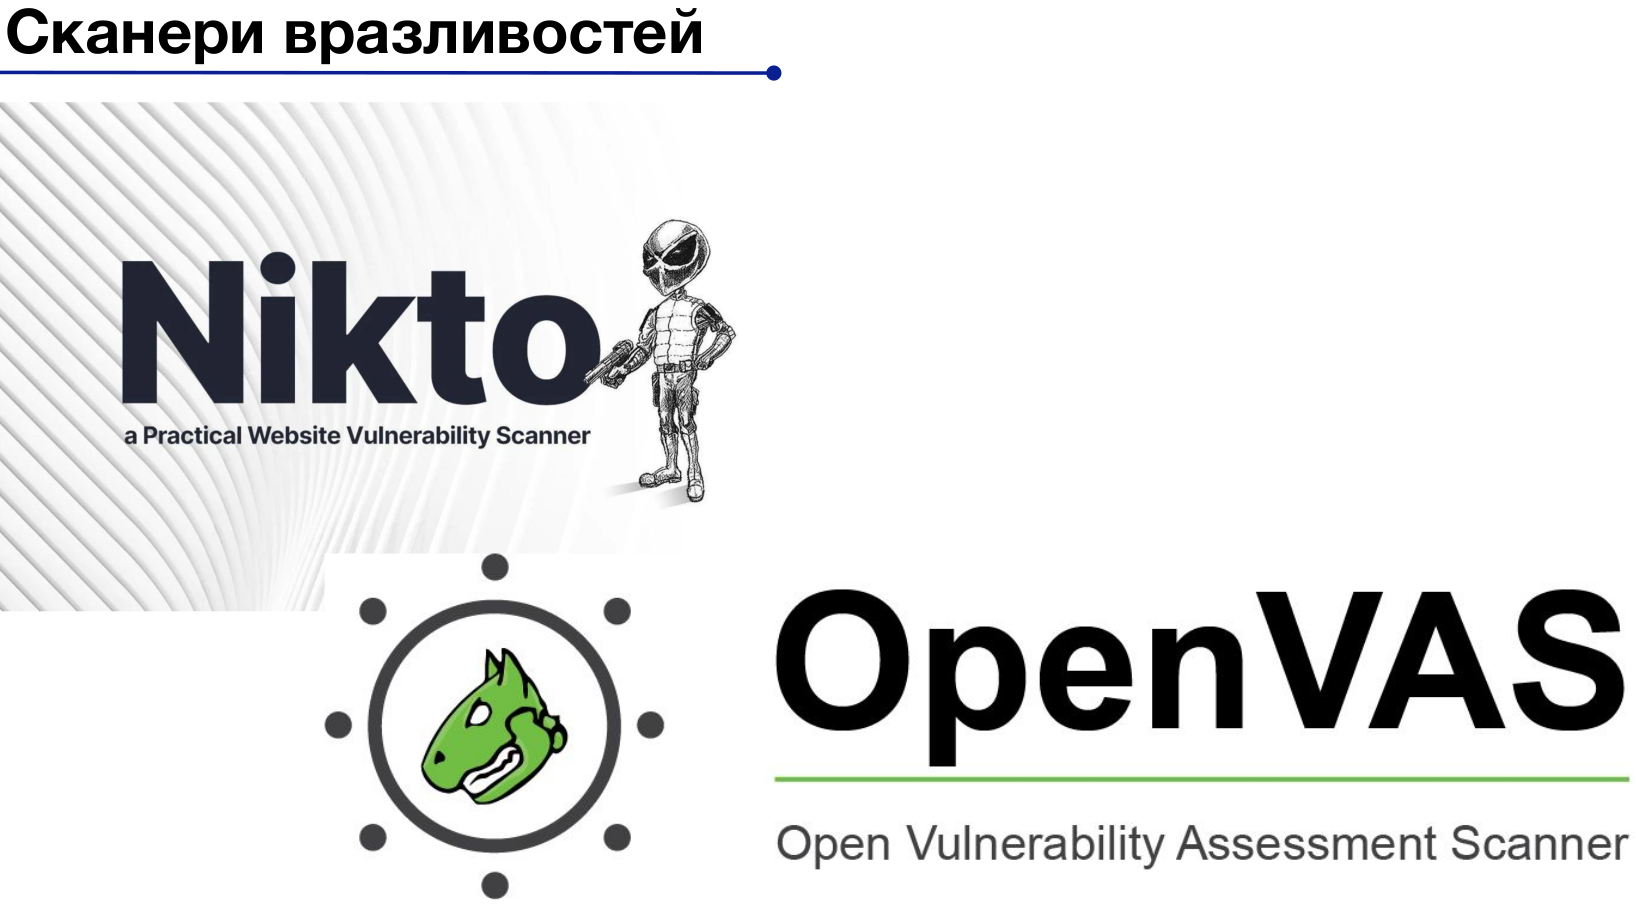 Сканери вразливостей
Nikto
a Practical Website Vulnerability Scanner
OpenVAS
Open Vulnerability Assessment Scanner